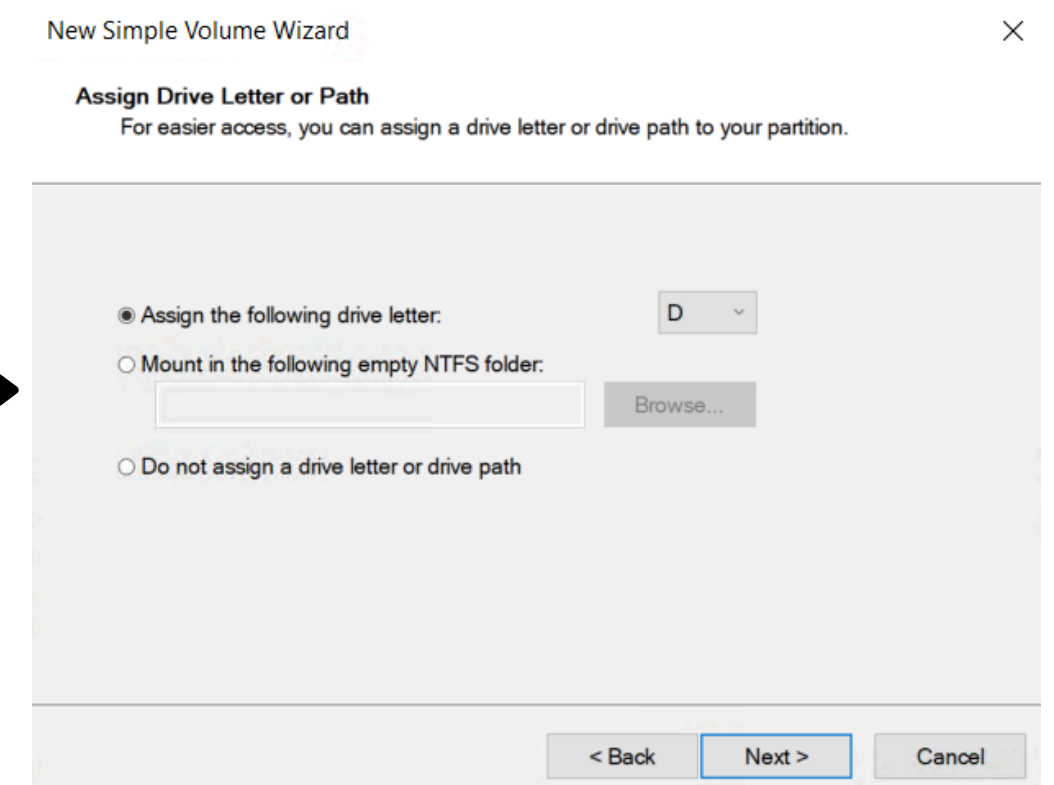 New Simple Volume Wizard
Assign Drive Letter or Path
For easier access, you can assign a drive letter or drive path to your partition.
Assign the following drive letter: D
Mount in the following empty NTFS folder:
Browse...
Do not assign a drive letter or drive path
< Back Next > Cancel